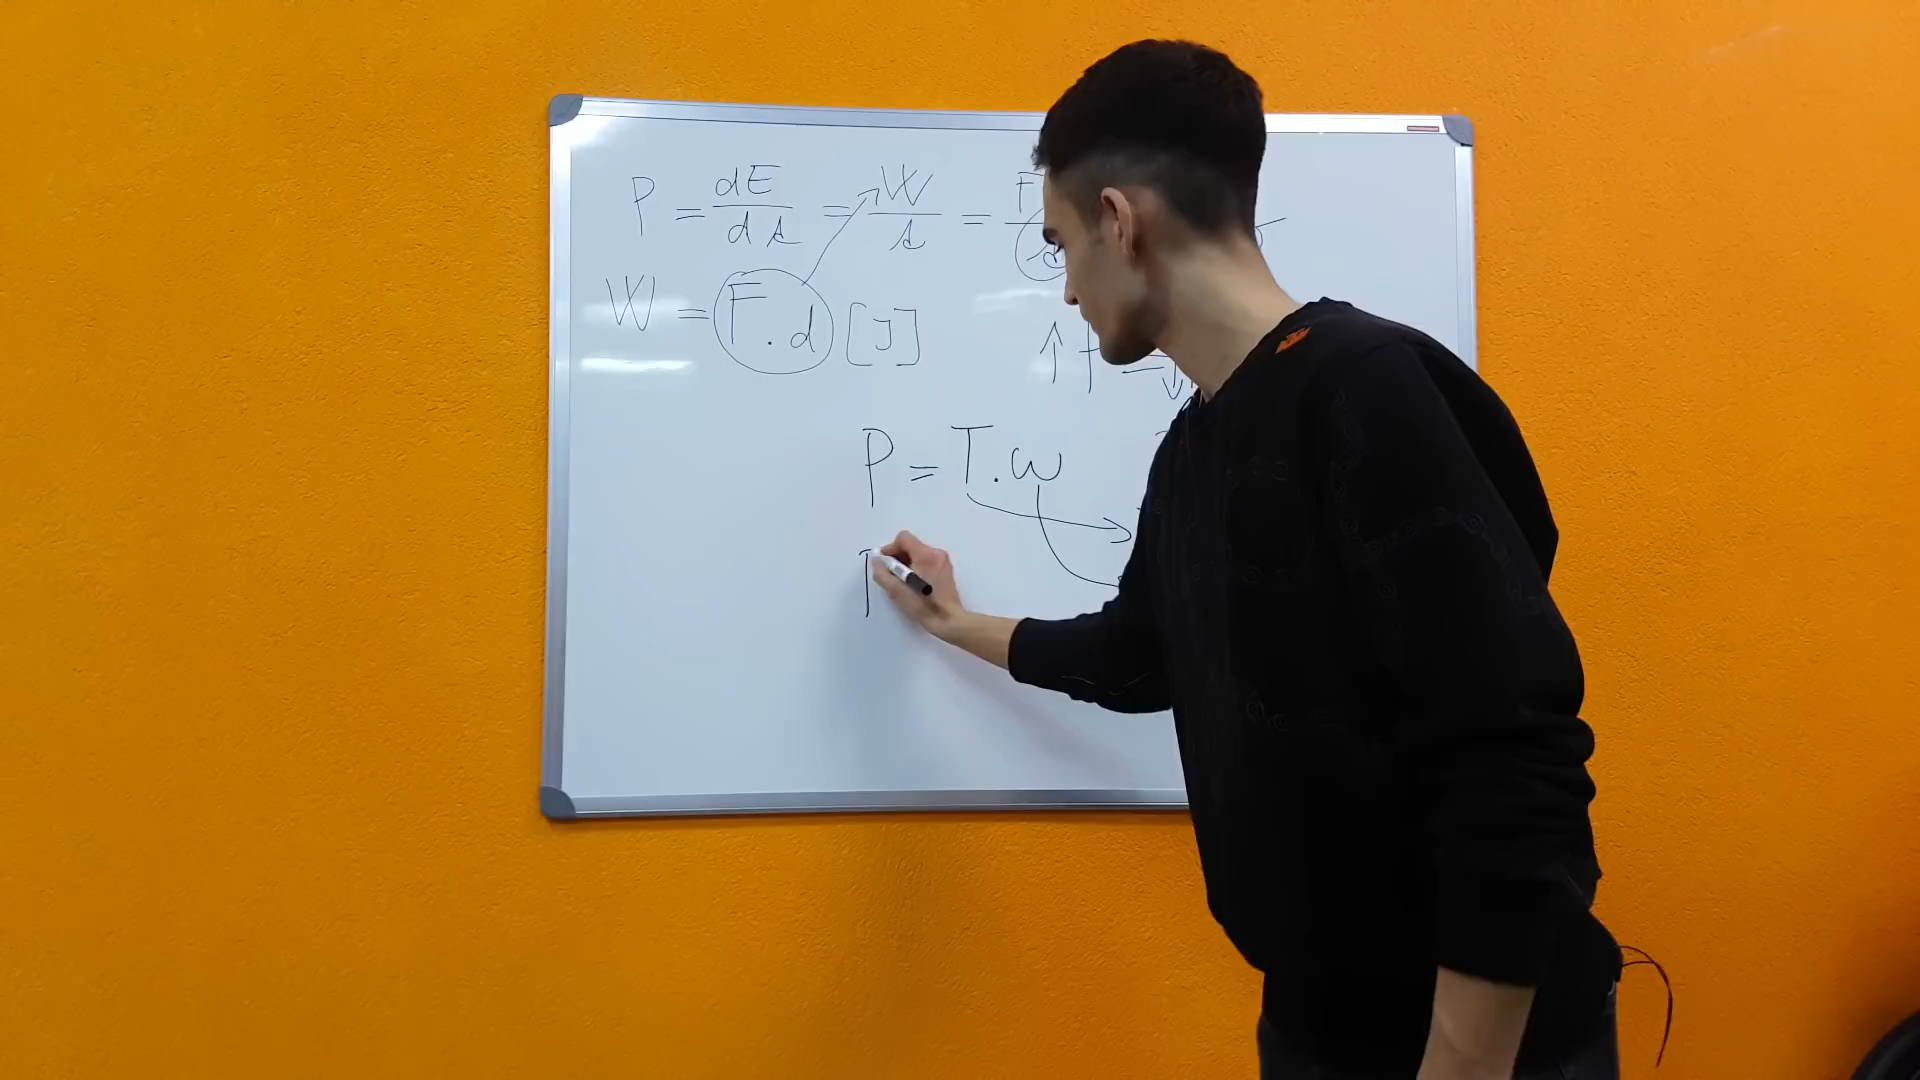 P = dE/dt = W/t = F
W = F.d [J]
↑ F = ↓
P = T.ω